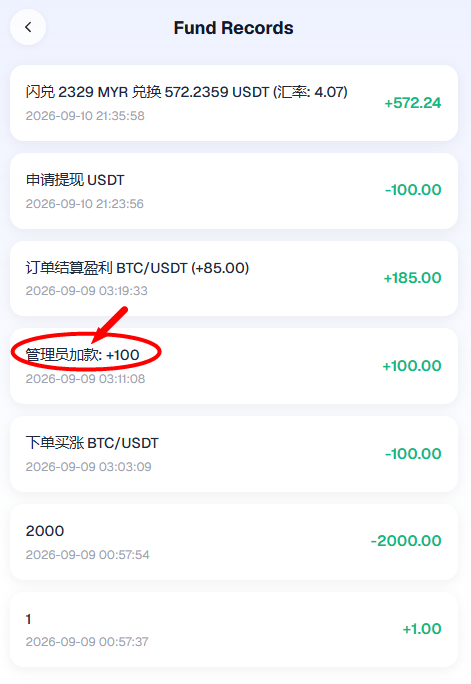 Fund Records
闪兑 2329 MYR 兑换 572.2359 USDT (汇率: 4.07)
+572.24
2026-09-10 21:35:58
申请提现 USDT
-100.00
2026-09-10 21:23:56
订单结算盈利 BTC/USDT (+85.00)
+185.00
2026-09-09 03:19:33
管理员加款: +100
+100.00
2026-09-09 03:11:08
下单买涨 BTC/USDT
-100.00
2026-09-09 03:03:09
2000
-2000.00
2026-09-09 00:57:54
1
+1.00
2026-09-09 00:57:37